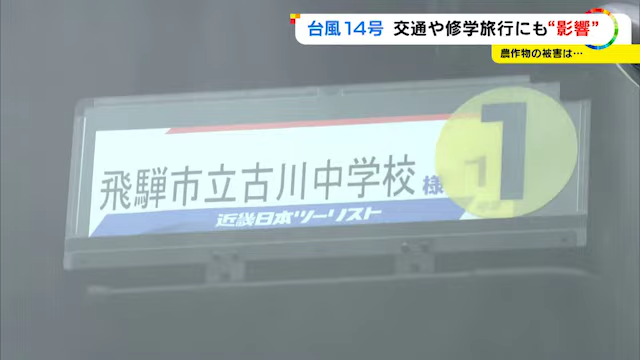 台風14号 交通や修学旅行にも“影響”
農作物の被害は…
飛騨市立古川中学校 様
1
近畿日本ツーリスト